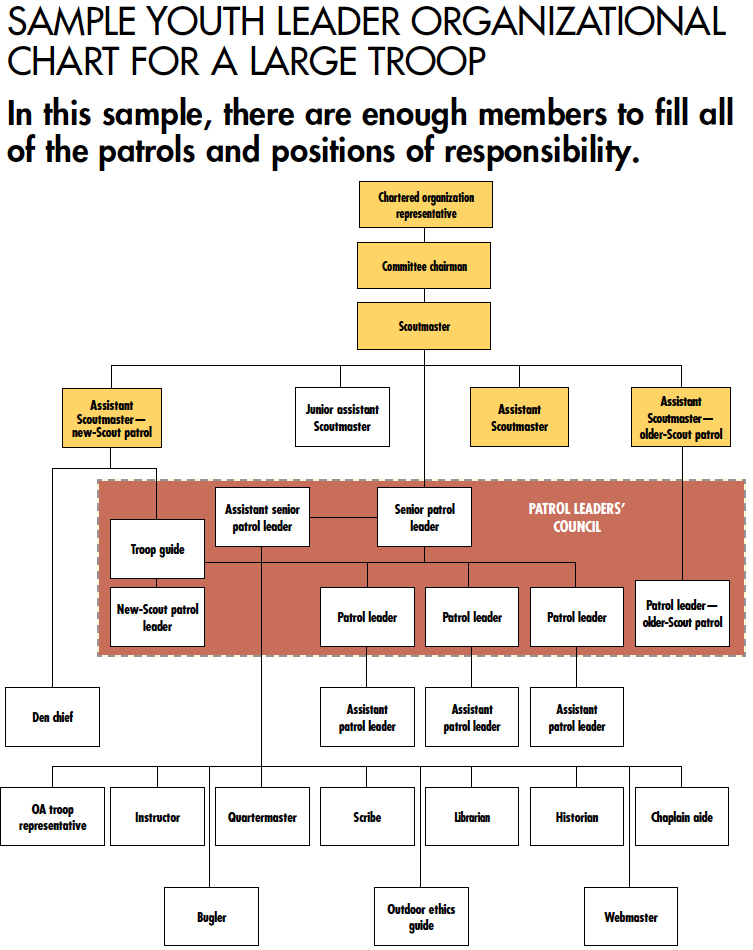 SAMPLE YOUTH LEADER ORGANIZATIONAL
CHART FOR A LARGE TROOP
In this sample, there are enough members to fill all
of the patrols and positions of responsibility.
Chartered organization
representative
Committee chairman
Scoutmaster
Assistant
Scoutmaster—
new-Scout patrol
Junior assistant
Scoutmaster
Assistant
Scoutmaster
Assistant
Scoutmaster—
older-Scout patrol
Assistant senior
patrol leader
Senior patrol
leader
PATROL LEADERS’
COUNCIL
Troop guide
New-Scout patrol
leader
Patrol leader
Patrol leader
Patrol leader
Patrol leader—
older-Scout patrol
Den chief
Assistant
patrol leader
Assistant
patrol leader
Assistant
patrol leader
OA troop
representative
Instructor
Quartermaster
Scribe
Librarian
Historian
Chaplain aide
Bugler
Outdoor ethics
guide
Webmaster